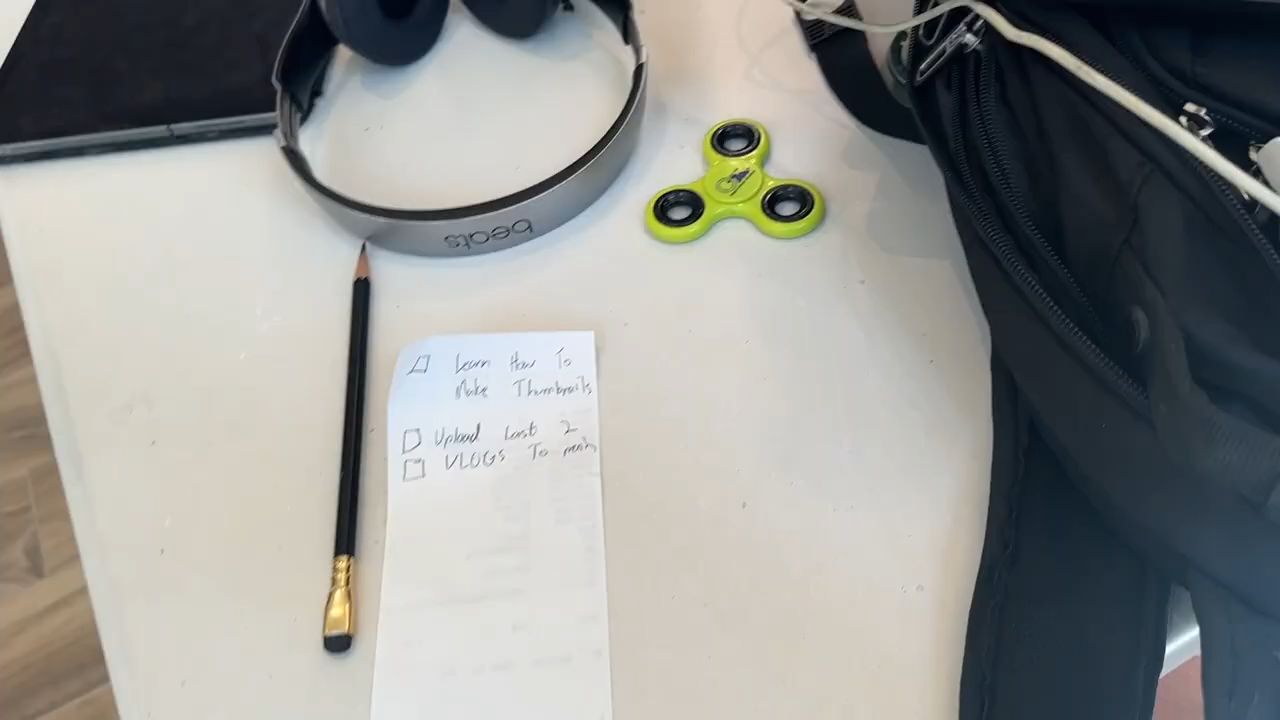 beats
Learn How To
Make Thumbnails
Upload Last 2
VLOGS To